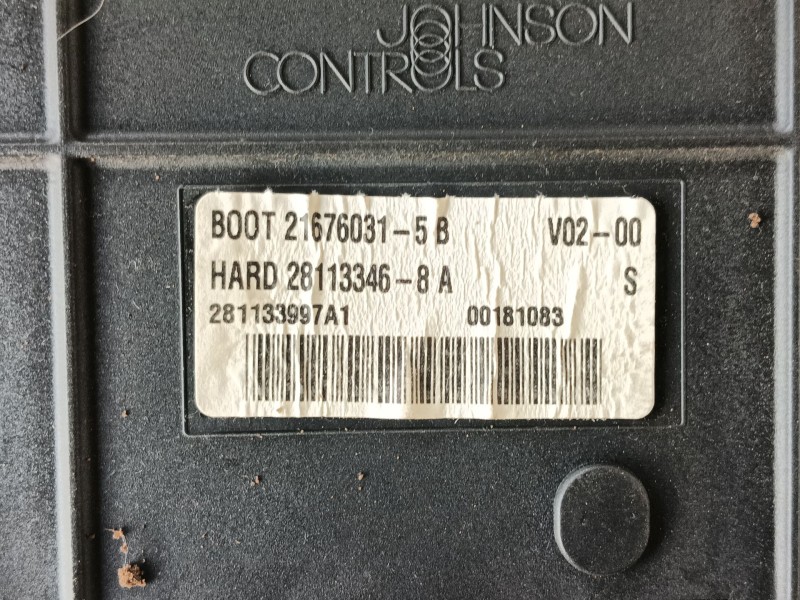 JOHNSON
CONTROLS
BOOT 21676031-5 B V02-00
HARD 28113346-8 A S
281133997A1 00181083